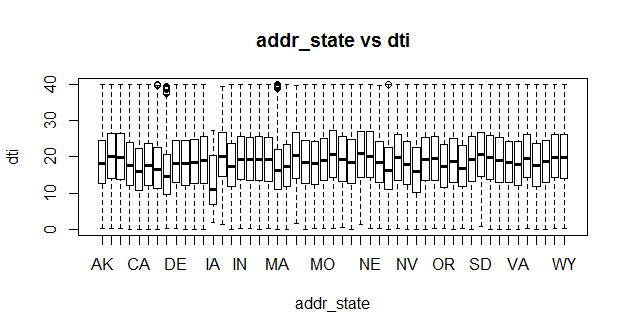 addr_state vs dti
dti
40
30
20
10
0
AK CA DE IA IN MA MO NE NV OR SD VA WY
addr_state